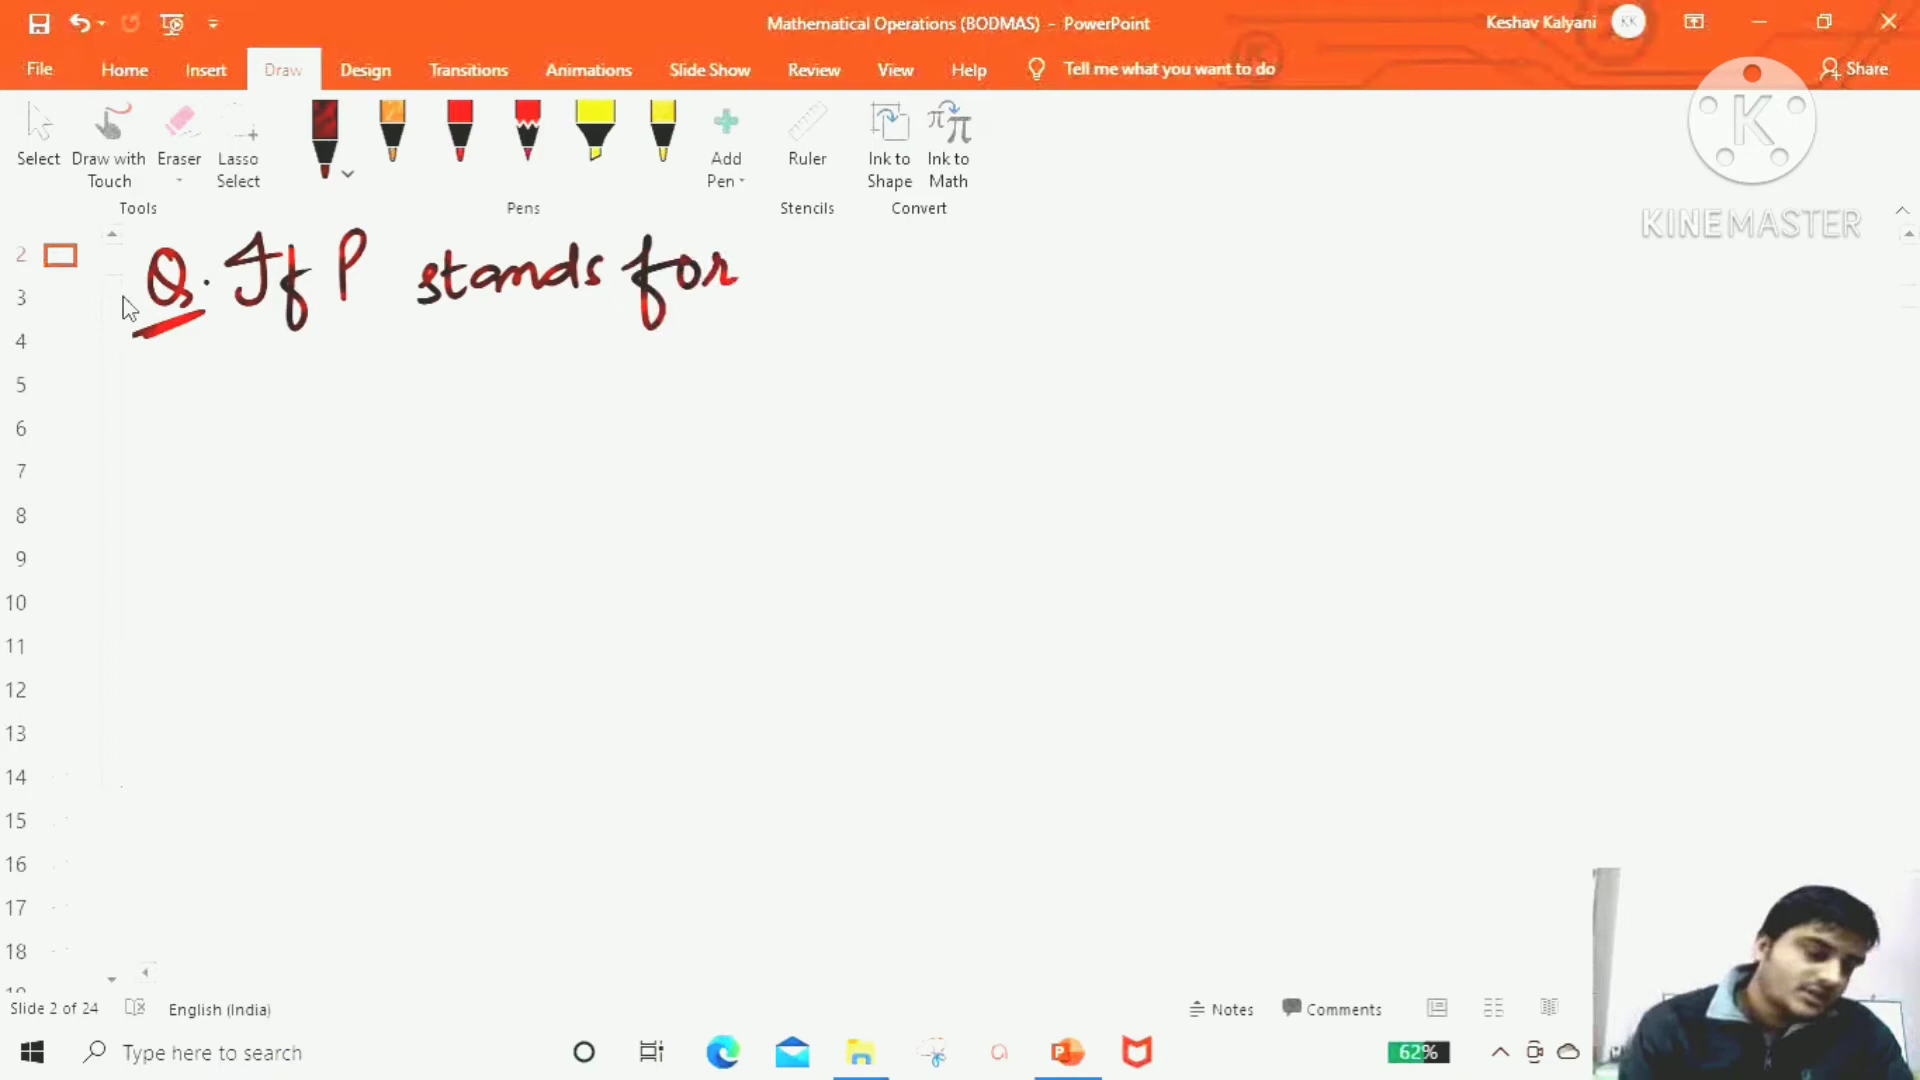 Mathematical Operations (BODMAS) - PowerPoint
Keshav Kalyani KK
File Home Insert Draw Design Transitions Animations Slide Show Review View Help Tell me what you want to do Share
Select Draw with Touch Eraser Lasso Select Add Pen Ruler Ink to Shape Ink to Math
Tools Pens Stencils Convert
K
KINEMASTER
Q. If P stands for
2
3
4
5
6
7
8
9
10
11
12
13
14
15
16
17
18
Slide 2 of 24 English (India) Notes Comments
Type here to search 62%